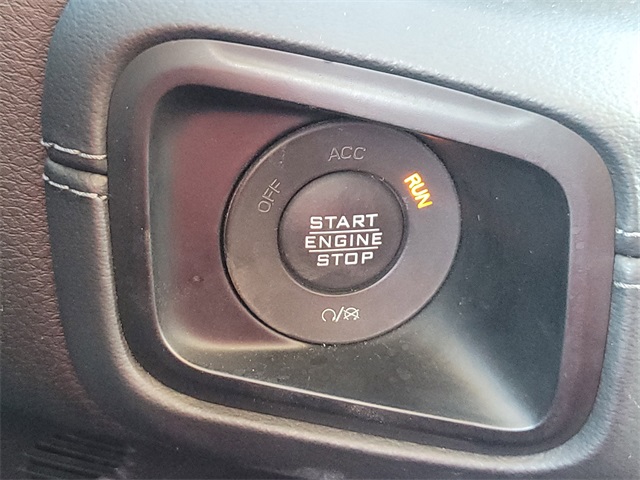 OFF
ACC
RUN
START
ENGINE
STOP